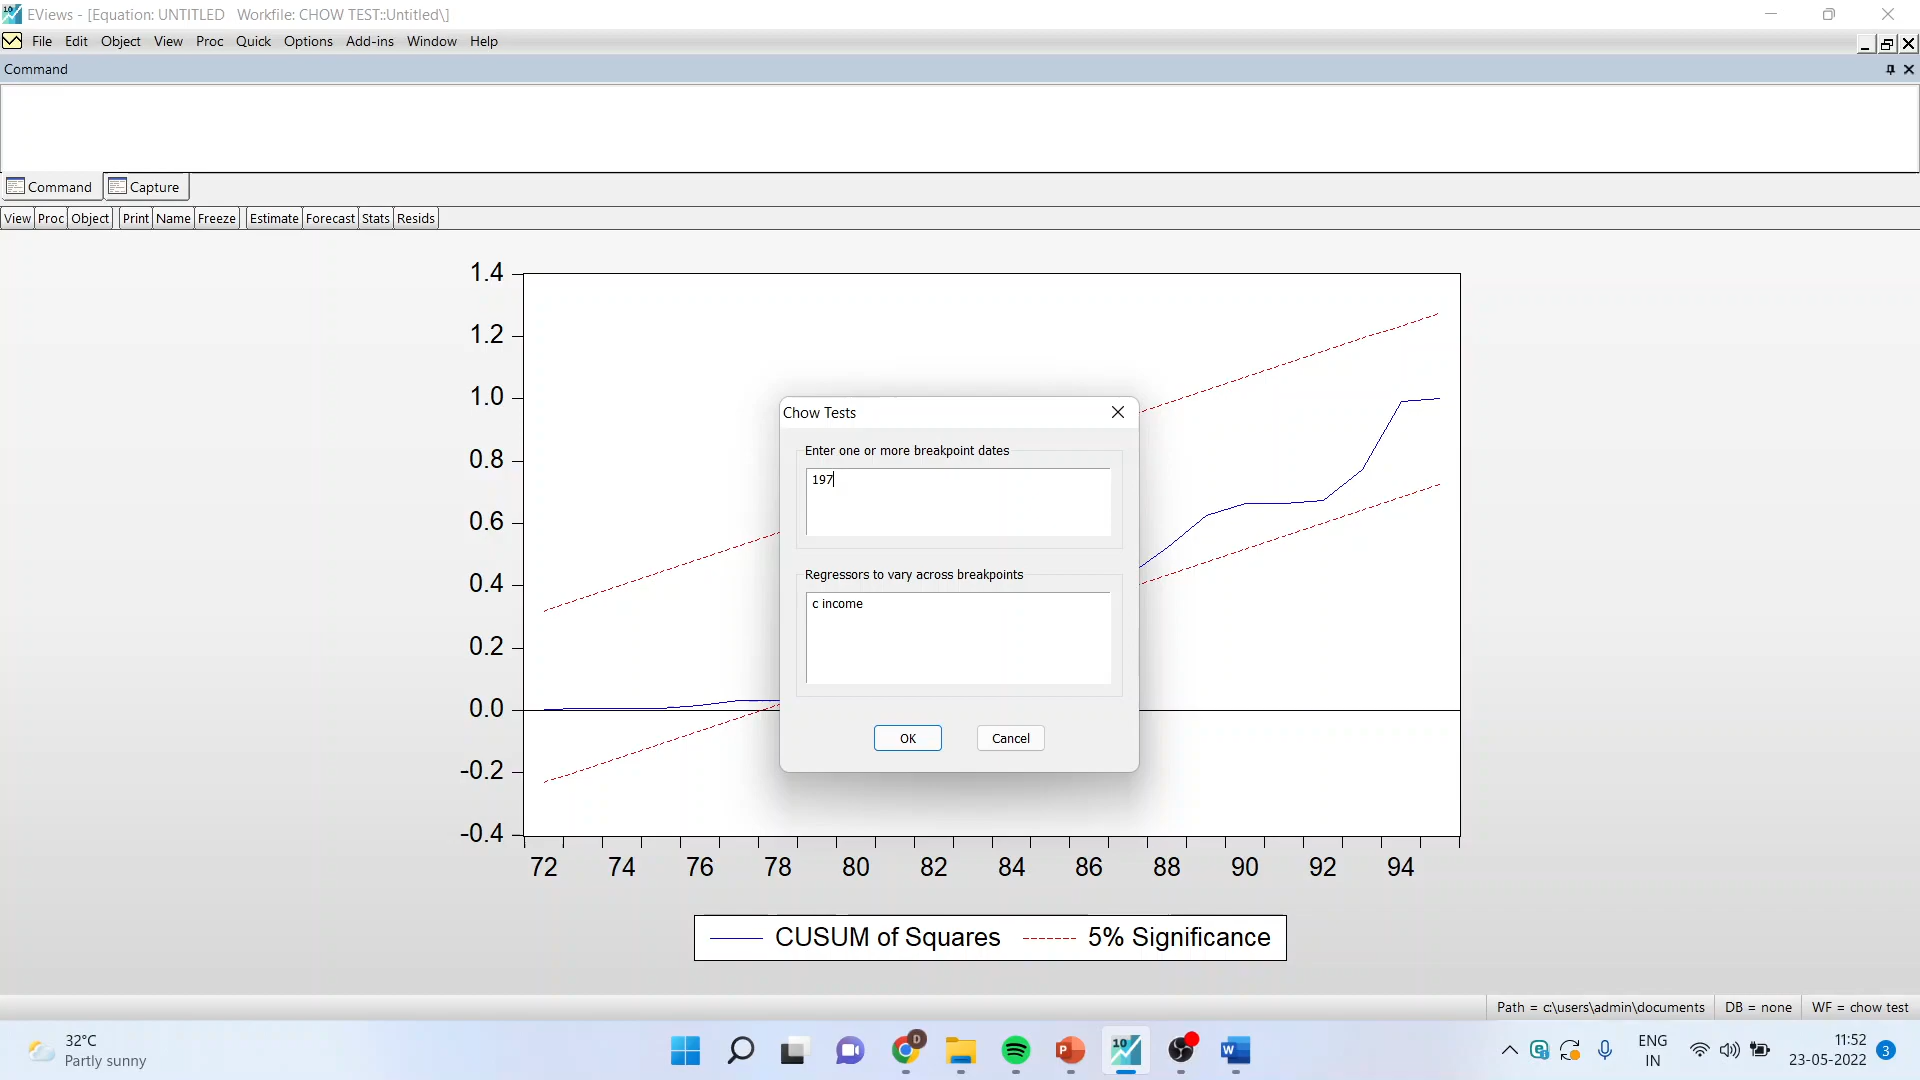 EViews - [Equation: UNTITLED   Workfile: CHOW TEST::Untitled\]
File Edit Object View Proc Quick Options Add-ins Window Help
Command
Command Capture
View Proc Object Print Name Freeze Estimate Forecast Stats Resids
1.4
1.2
1.0
0.8
0.6
0.4
0.2
0.0
-0.2
-0.4
Chow Tests
Enter one or more breakpoint dates
197
Regressors to vary across breakpoints
c income
OK Cancel
72 74 76 78 80 82 84 86 88 90 92 94
CUSUM of Squares 5% Significance
Path = c:\users\admin\documents DB = none WF = chow test
32°C
Partly sunny
D
P
10
W
ENG
IN
11:52
23-05-2022
3